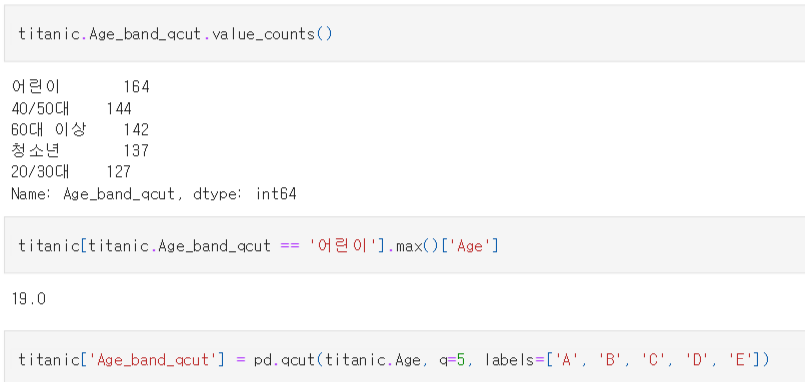 titanic.Age_band_qcut.value_counts()
어린이 164
40/50대 144
60대 이상 142
청소년 137
20/30대 127
Name: Age_band_qcut, dtype: int64
titanic[titanic.Age_band_qcut == '어린이'].max()['Age']
19.0
titanic['Age_band_qcut'] = pd.qcut(titanic.Age, q=5, labels=['A', 'B', 'C', 'D', 'E'])